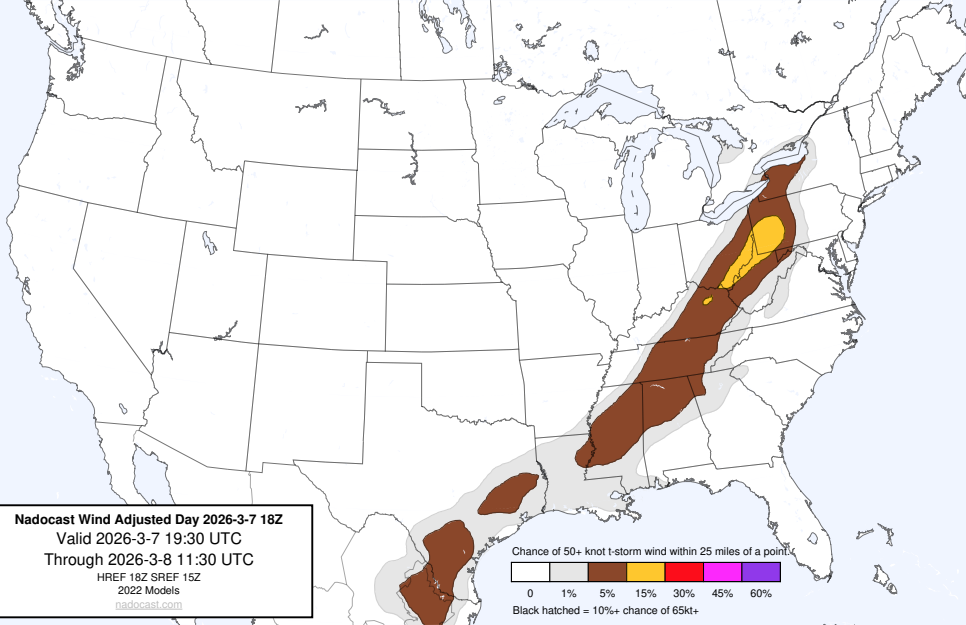 Nadocast Wind Adjusted Day 2026-3-7 18Z
Valid 2026-3-7 19:30 UTC
Through 2026-3-8 11:30 UTC
HREF 18Z SREF 15Z
2022 Models
nadocast.com
Chance of 50+ knot t-storm wind within 25 miles of a point.
0 1% 5% 15% 30% 45% 60%
Black hatched = 10%+ chance of 65kt+